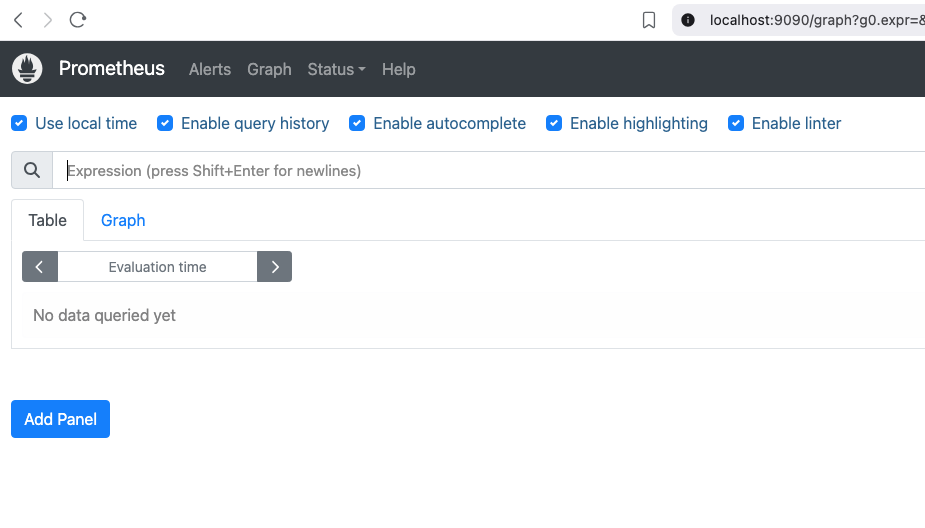 localhost:9090/graph?g0.expr=&
Prometheus Alerts Graph Status Help
Use local time Enable query history Enable autocomplete Enable highlighting Enable linter
Expression (press Shift+Enter for newlines)
Table Graph
Evaluation time
No data queried yet
Add Panel